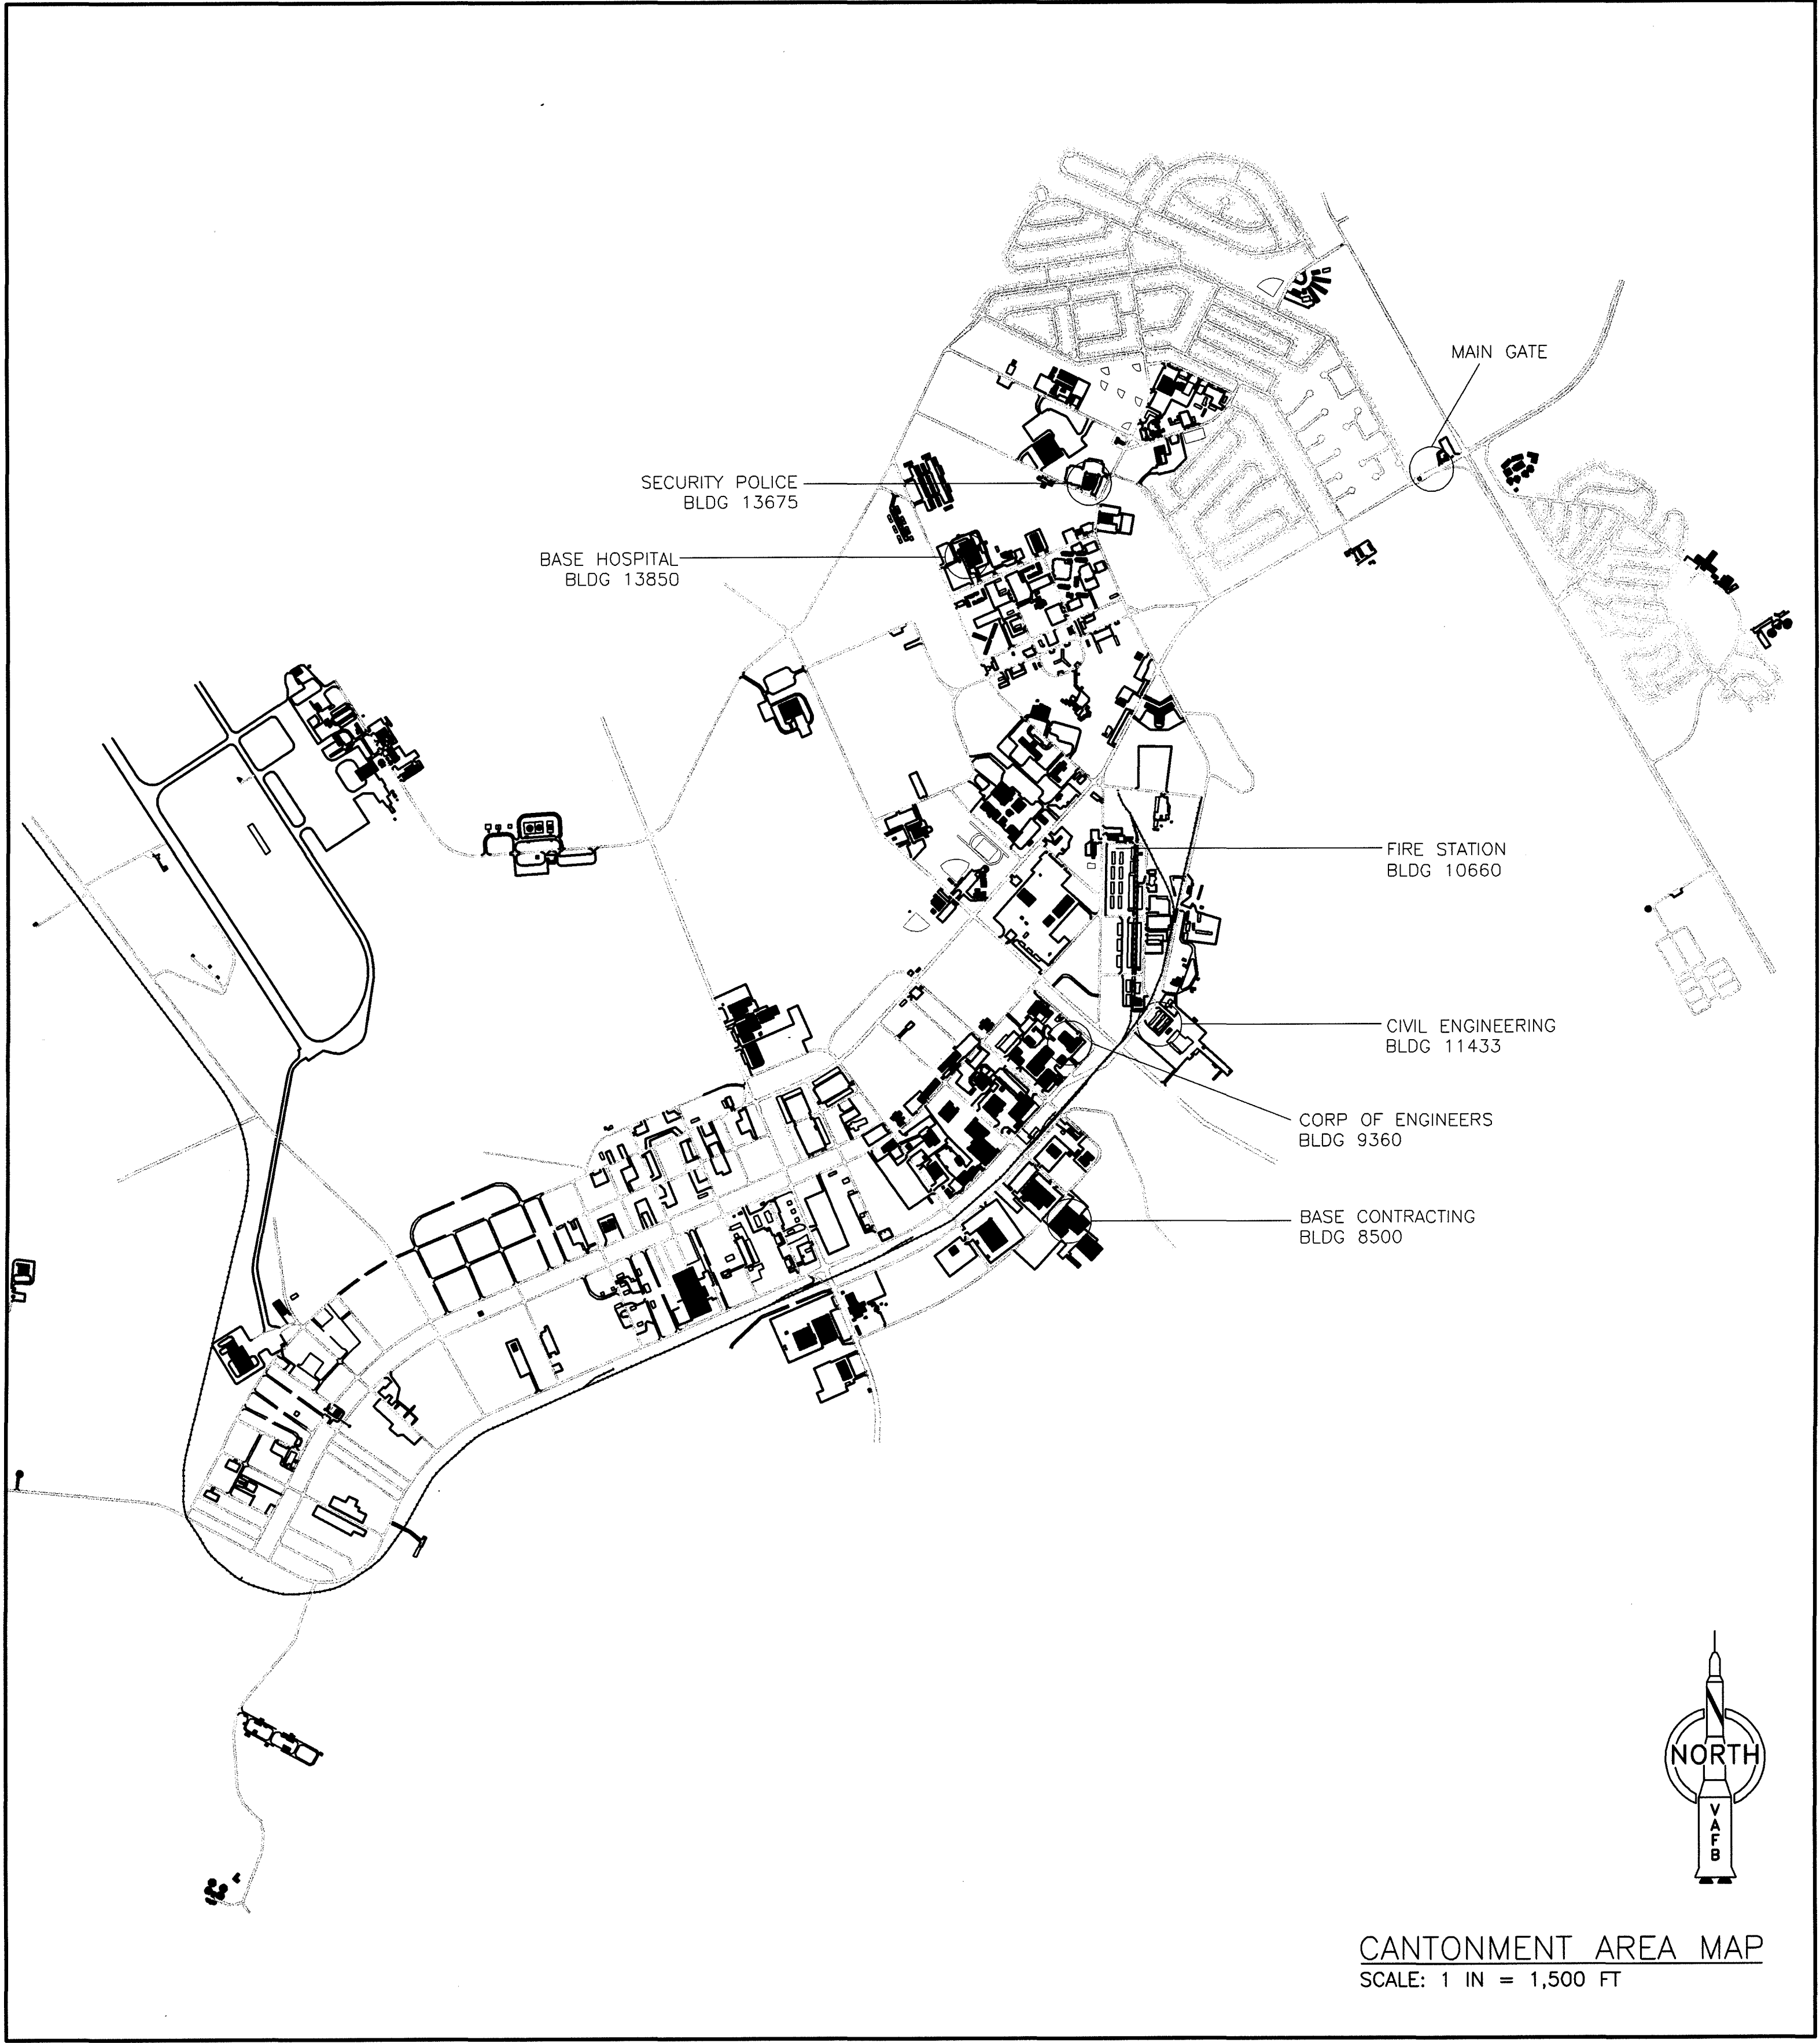 MAIN GATE
SECURITY POLICE
BLDG 13675
BASE HOSPITAL
BLDG 13850
FIRE STATION
BLDG 10660
CIVIL ENGINEERING
BLDG 11433
CORP OF ENGINEERS
BLDG 9360
BASE CONTRACTING
BLDG 8500
NORTH
VAFB
CANTONMENT AREA MAP
SCALE: 1 IN = 1,500 FT